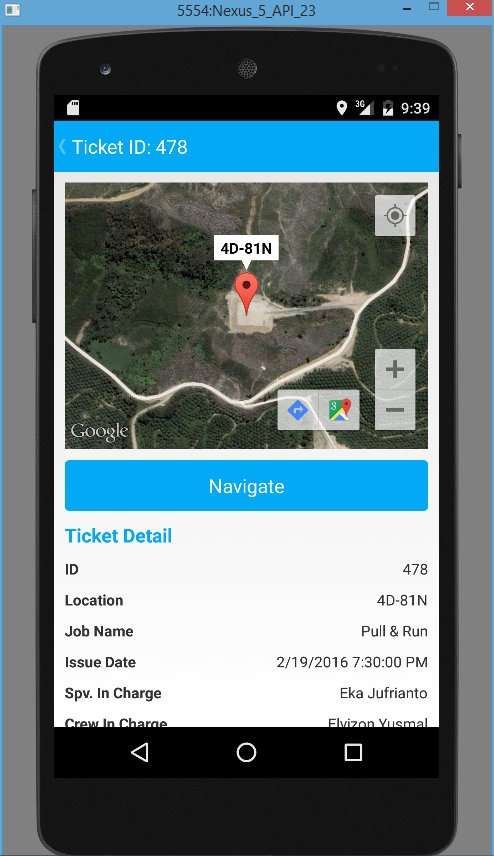 5554:Nexus_5_API_23
3G 9:39
Ticket ID: 478
4D-81N
Google
Navigate
Ticket Detail
ID 478
Location 4D-81N
Job Name Pull & Run
Issue Date 2/19/2016 7:30:00 PM
Spv. In Charge Eka Jufrianto
Crew In Charge Elvizon Yusmal